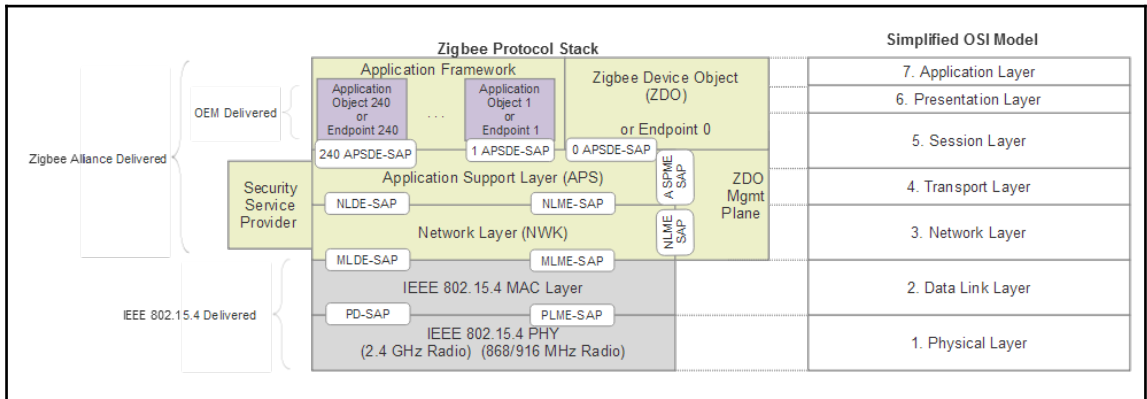 Zigbee Protocol Stack
Simplified OSI Model
Application Framework
Application
Object 240
or
Endpoint 240
. . .
Application
Object 1
or
Endpoint 1
Zigbee Device Object
(ZDO)
or Endpoint 0
OEM Delivered
Zigbee Alliance Delivered
240 APSDE-SAP
1 APSDE-SAP
0 APSDE-SAP
Application Support Layer (APS)
A SPME
SAP
ZDO
Mgmt
Plane
Security
Service
Provider
NLDE-SAP
NLME-SAP
NLME
SAP
Network Layer (NWK)
MLDE-SAP
MLME-SAP
IEEE 802.15.4 MAC Layer
IEEE 802.15.4 Delivered
PD-SAP
PLME-SAP
IEEE 802.15.4 PHY
(2.4 GHz Radio) (868/916 MHz Radio)
7. Application Layer
6. Presentation Layer
5. Session Layer
4. Transport Layer
3. Network Layer
2. Data Link Layer
1. Physical Layer